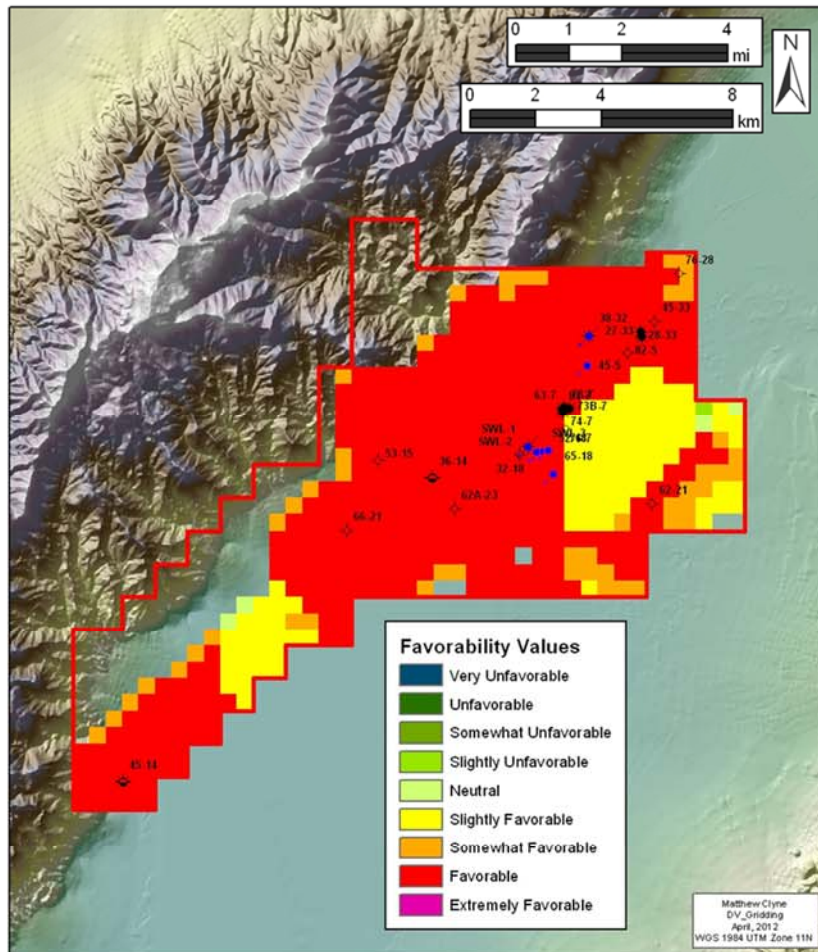 0 1 2 4
mi
N
0 2 4 8
km
76-28
45-33
38-32
27-33
28-33
82-5
45-5
63-7
73B-7
74-7
SWL-1
SWL-3
SWL-2
65-18
32-18
53-15
36-14
62-21
62A-23
66-21
45-14
Favorability Values
Very Unfavorable
Unfavorable
Somewhat Unfavorable
Slightly Unfavorable
Neutral
Slightly Favorable
Somewhat Favorable
Favorable
Extremely Favorable
Matthew Clyne
DV_Gridding
April, 2012
WGS 1984 UTM Zone 11N